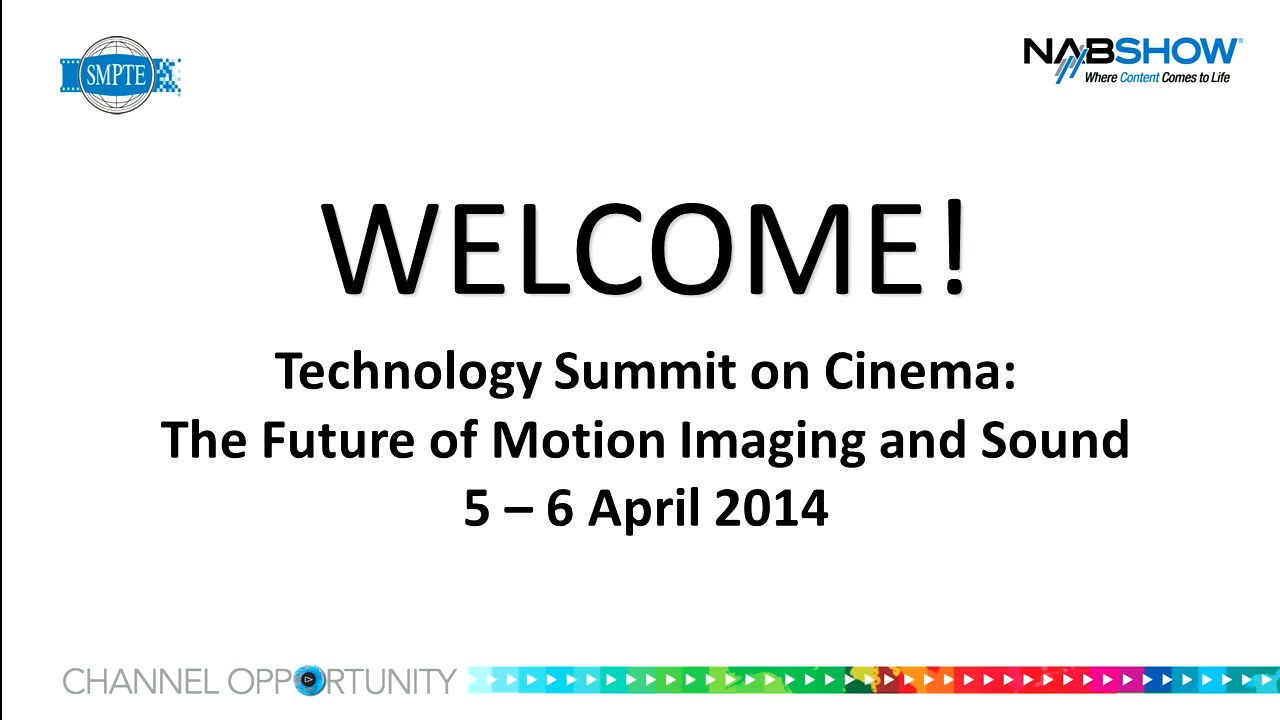 SMPTE
NABSHOW
Where Content Comes to Life
WELCOME!
Technology Summit on Cinema:
The Future of Motion Imaging and Sound
5 – 6 April 2014
CHANNEL OPPORTUNITY